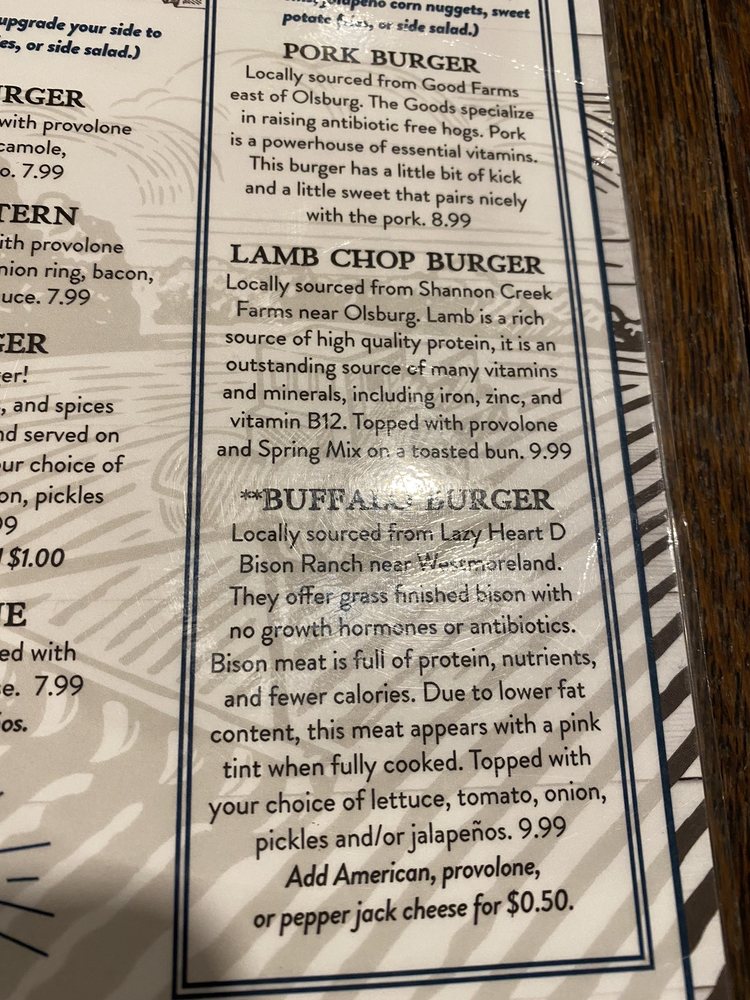 upgrade your side to
es, or side salad.)
RGER
with provolone
camole,
o. 7.99
TERN
ith provolone
nion ring, bacon,
uce. 7.99
GER
er!
, and spices
nd served on
ur choice of
on, pickles
99
$1.00
E
ed with
e. 7.99
ios.
jalapeño corn nuggets, sweet
potato fries, or side salad.)
PORK BURGER
Locally sourced from Good Farms
east of Olsburg. The Goods specialize
in raising antibiotic free hogs. Pork
is a powerhouse of essential vitamins.
This burger has a little bit of kick
and a little sweet that pairs nicely
with the pork. 8.99
LAMB CHOP BURGER
Locally sourced from Shannon Creek
Farms near Olsburg. Lamb is a rich
source of high quality protein, it is an
outstanding source of many vitamins
and minerals, including iron, zinc, and
vitamin B12. Topped with provolone
and Spring Mix on a toasted bun. 9.99
**BUFFALO BURGER
Locally sourced from Lazy Heart D
Bison Ranch near Westmoreland.
They offer grass finished bison with
no growth hormones or antibiotics.
Bison meat is full of protein, nutrients,
and fewer calories. Due to lower fat
content, this meat appears with a pink
tint when fully cooked. Topped with
your choice of lettuce, tomato, onion,
pickles and/or jalapeños. 9.99
Add American, provolone,
or pepper jack cheese for $0.50.